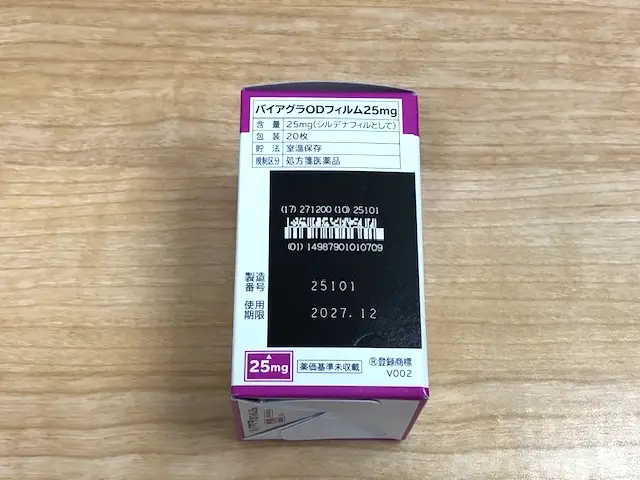 バイアグラODフィルム25mg
含 量 25mg(シルデナフィルとして)
包 装 20枚
貯 法 室温保存
規制区分 処方箋医薬品
(17) 271200 (10) 25101
(01) 14987901010709
製造番号 25101
使用期限 2027.12
25mg 薬価基準未収載 Ⓡ登録商標
V002